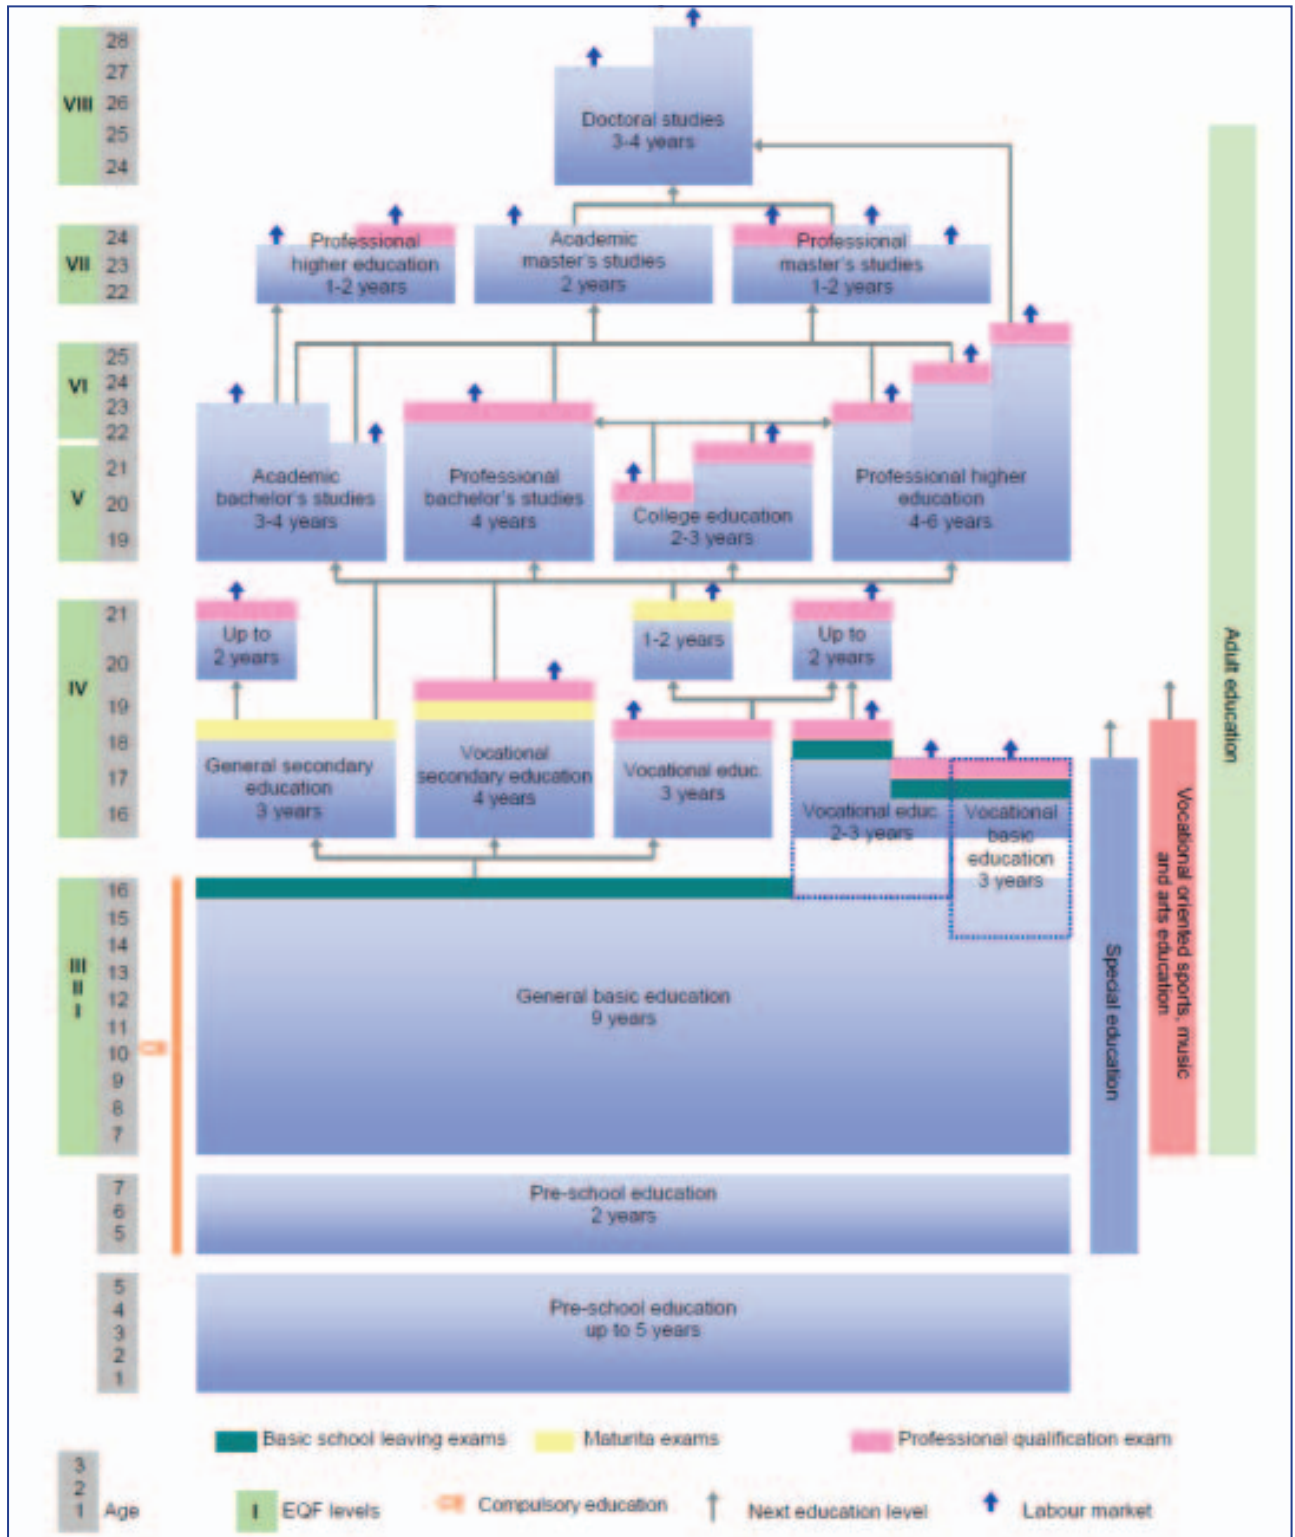 28
27
VIII 26
25
24
Doctoral studies
3-4 years
24
VII 23
22
Professional
higher education
1-2 years
Academic
master's studies
2 years
Professional
master's studies
1-2 years
25
VI 24
23
22
21
V 20
19
Academic
bachelor's studies
3-4 years
Professional
bachelor's studies
4 years
College education
2-3 years
Professional higher
education
4-6 years
21
20
IV
19
18
17
16
Up to
2 years
1-2 years
Up to
2 years
General secondary
education
3 years
Vocational
secondary education
4 years
Vocational educ.
3 years
Vocational educ.
2-3 years
Vocational
basic
education
3 years
16
15
14
III 13
II 12
I 11
10
9
8
7
General basic education
9 years
7
6
5
Pre-school education
2 years
5
4
3
2
1
Pre-school education
up to 5 years
Special education
Vocational oriented sports, music
and arts education
Adult education
Basic school leaving exams
Maturita exams
Professional qualification exam
3
2
1 Age
I EQF levels
Compulsory education
Next education level
Labour market